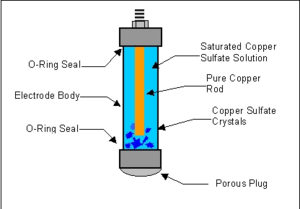 Saturated Copper
Sulfate Solution
O-Ring Seal
Pure Copper
Rod
Electrode Body
Copper Sulfate
Crystals
O-Ring Seal
Porous Plug